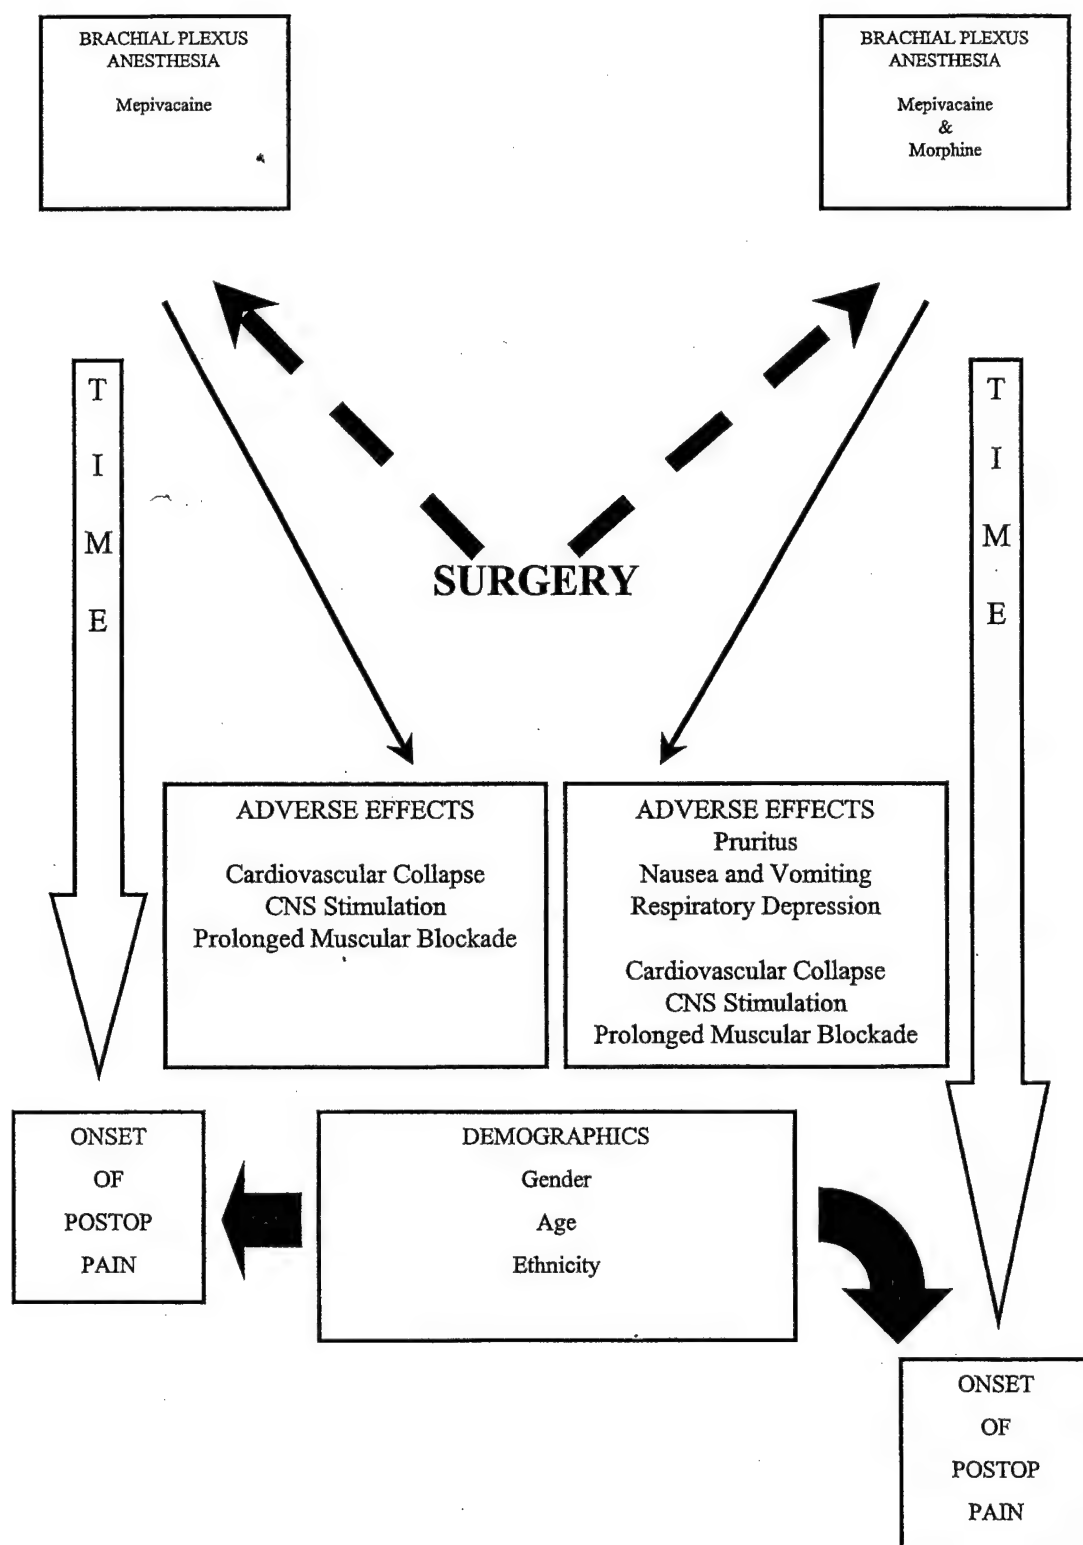 BRACHIAL PLEXUS
ANESTHESIA
Mepivacaine
BRACHIAL PLEXUS
ANESTHESIA
Mepivacaine
&
Morphine
T
I
M
E
SURGERY
T
I
M
E
ADVERSE EFFECTS
Cardiovascular Collapse
CNS Stimulation
Prolonged Muscular Blockade
ADVERSE EFFECTS
Pruritus
Nausea and Vomiting
Respiratory Depression
Cardiovascular Collapse
CNS Stimulation
Prolonged Muscular Blockade
ONSET
OF
POSTOP
PAIN
DEMOGRAPHICS
Gender
Age
Ethnicity
ONSET
OF
POSTOP
PAIN